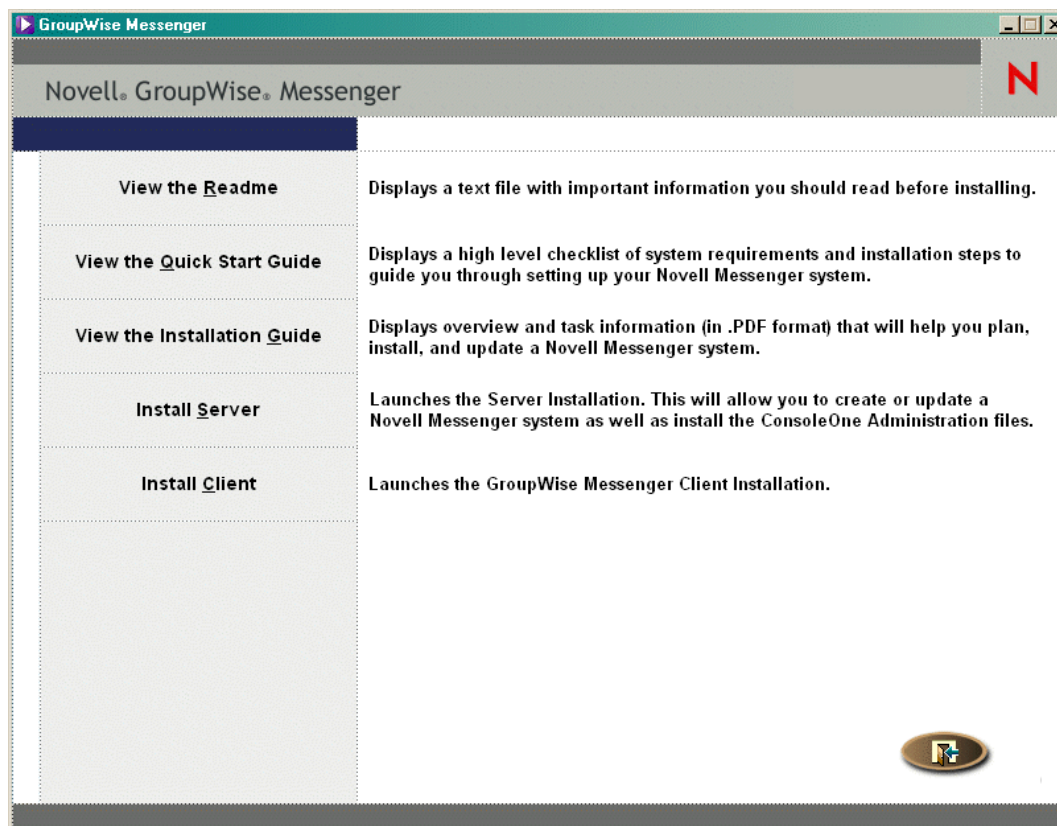 GroupWise Messenger
N
Novell® GroupWise® Messenger
View the Readme
Displays a text file with important information you should read before installing.
View the Quick Start Guide
Displays a high level checklist of system requirements and installation steps to
guide you through setting up your Novell Messenger system.
View the Installation Guide
Displays overview and task information (in .PDF format) that will help you plan,
install, and update a Novell Messenger system.
Install Server
Launches the Server Installation. This will allow you to create or update a
Novell Messenger system as well as install the ConsoleOne Administration files.
Install Client
Launches the GroupWise Messenger Client Installation.